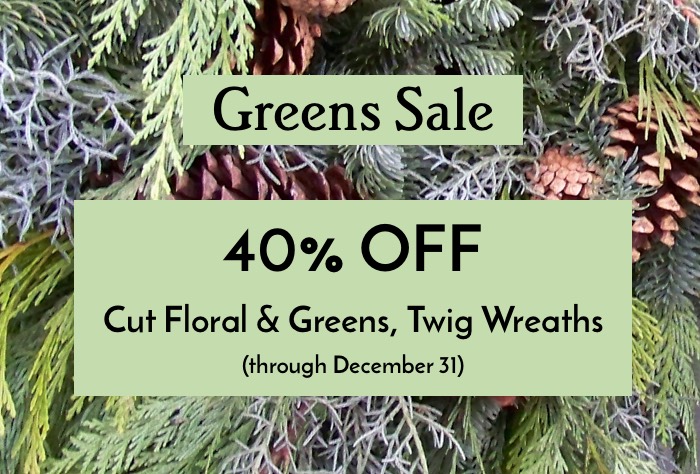 Greens Sale
40% OFF
Cut Floral & Greens, Twig Wreaths
(through December 31)